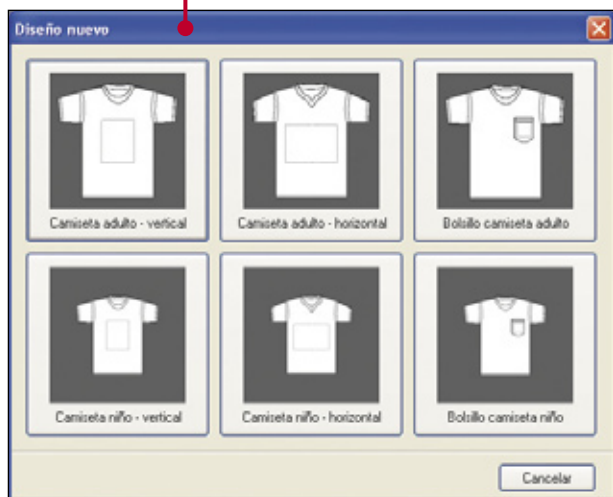 Diseño nuevo
Camiseta adulto - vertical
Camiseta adulto - horizontal
Bolsillo camiseta adulto
Camiseta niño - vertical
Camiseta niño - horizontal
Bolsillo camiseta niño
Cancelar